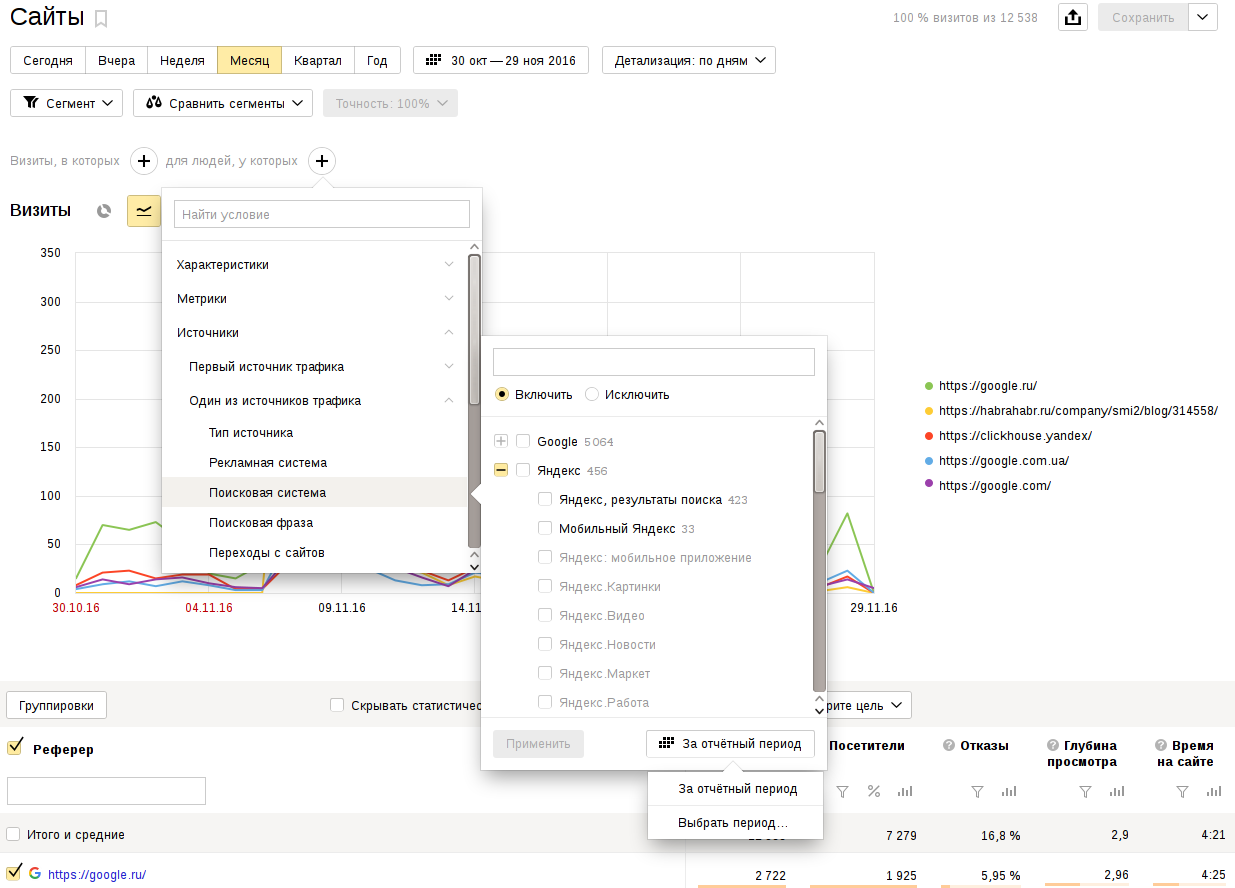 Сайты
100 % визитов из 12 538
Сохранить
Сегодня Вчера Неделя Месяц Квартал Год
30 окт — 29 ноя 2016
Детализация: по дням
Сегмент
Сравнить сегменты
Точность: 100%
Визиты, в которых
для людей, у которых
Визиты
Найти условие
Характеристики
Метрики
Источники
Первый источник трафика
Один из источников трафика
Тип источника
Рекламная система
Поисковая система
Поисковая фраза
Переходы с сайтов
Включить
Исключить
Google 5 064
Яндекс 456
Яндекс, результаты поиска 423
Мобильный Яндекс 33
Яндекс: мобильное приложение
Яндекс.Картинки
Яндекс.Видео
Яндекс.Новости
Яндекс.Маркет
Яндекс.Работа
Применить
За отчётный период
За отчётный период
Выбрать период...
350
300
250
200
150
100
50
0
30.10.16
04.11.16
09.11.16
14.11
29.11.16
https://google.ru/
https://habrahabr.ru/company/smi2/blog/314558/
https://clickhouse.yandex/
https://google.com.ua/
https://google.com/
Группировки
Скрывать статистичес
рите цель
Реферер
Посетители
Отказы
Глубина
просмотра
Время
на сайте
Итого и средние
7 279
16,8 %
2,9
4:21
https://google.ru/
2 722
1 925
5,95 %
2,96
4:25